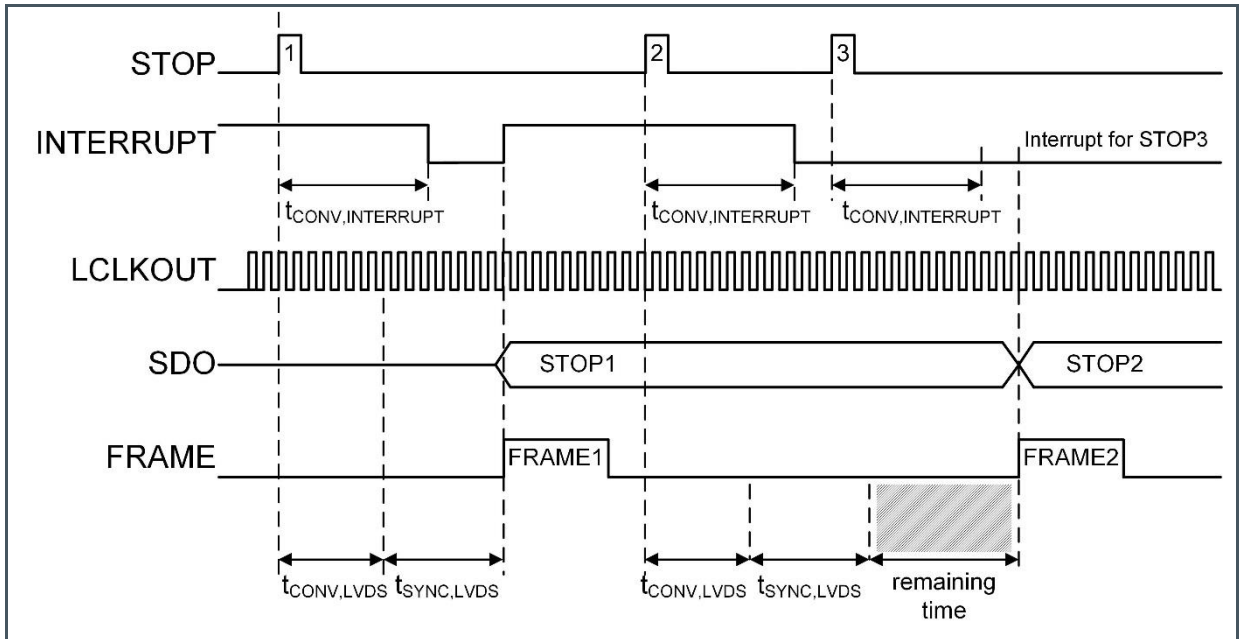 STOP
1
2
3
INTERRUPT
Interrupt for STOP3
tCONV,INTERRUPT
tCONV,INTERRUPT
tCONV,INTERRUPT
LCLKOUT
SDO
STOP1
STOP2
FRAME
FRAME1
FRAME2
tCONV,LVDS
tSYNC,LVDS
tCONV,LVDS
tSYNC,LVDS
remaining
time